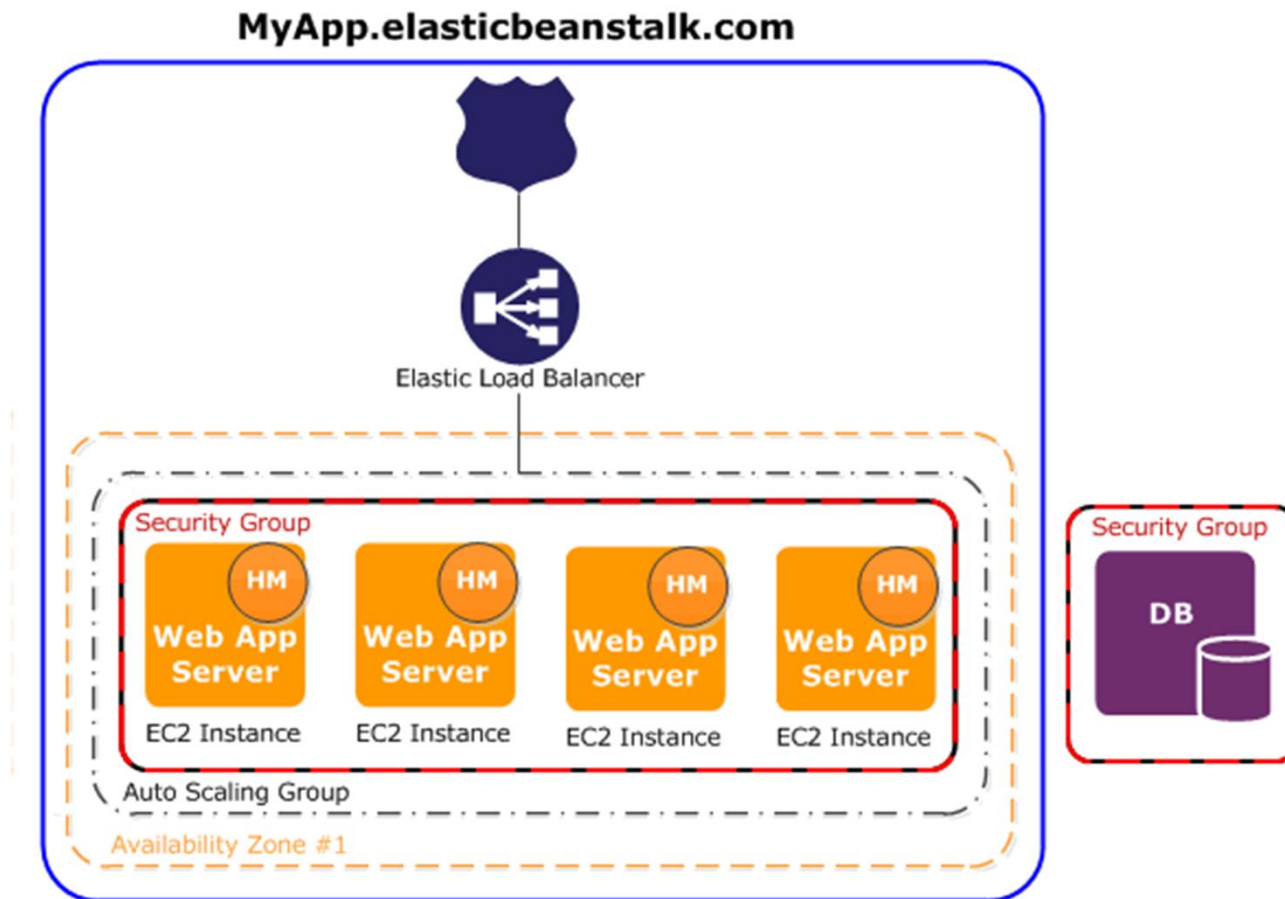 MyApp.elasticbeanstalk.com
Elastic Load Balancer
Security Group
HM
Web App
Server
EC2 Instance
HM
Web App
Server
EC2 Instance
HM
Web App
Server
EC2 Instance
HM
Web App
Server
EC2 Instance
Auto Scaling Group
Availability Zone #1
Security Group
DB